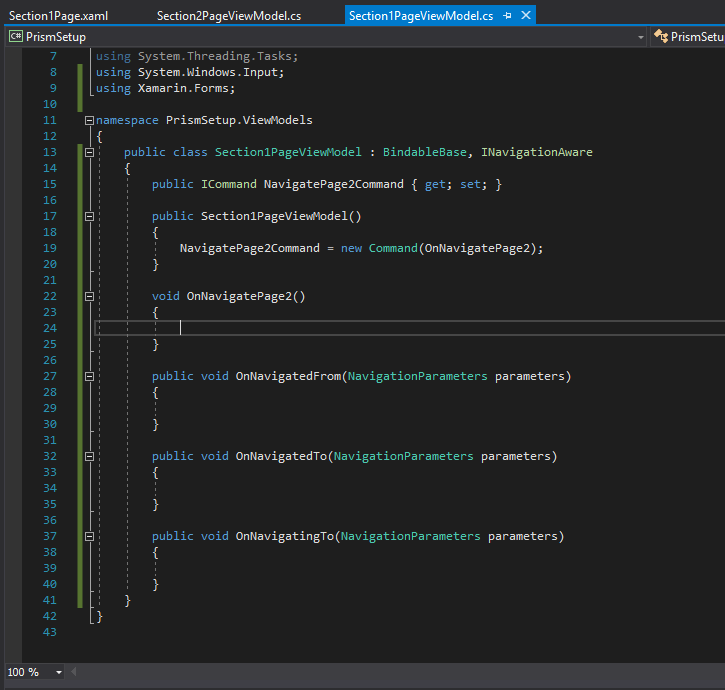 Section1Page.xaml Section2PageViewModel.cs Section1PageViewModel.cs
C# PrismSetup PrismSetu
7 using System.Threading.Tasks;
8 using System.Windows.Input;
9 using Xamarin.Forms;
10
11 namespace PrismSetup.ViewModels
12 {
13 public class Section1PageViewModel : BindableBase, INavigationAware
14 {
15 public ICommand NavigatePage2Command { get; set; }
16
17 public Section1PageViewModel()
18 {
19 NavigatePage2Command = new Command(OnNavigatePage2);
20 }
21
22 void OnNavigatePage2()
23 {
24
25 }
26
27 public void OnNavigatedFrom(NavigationParameters parameters)
28 {
29
30 }
31
32 public void OnNavigatedTo(NavigationParameters parameters)
33 {
34
35 }
36
37 public void OnNavigatingTo(NavigationParameters parameters)
38 {
39
40 }
41 }
42 }
43
100 %